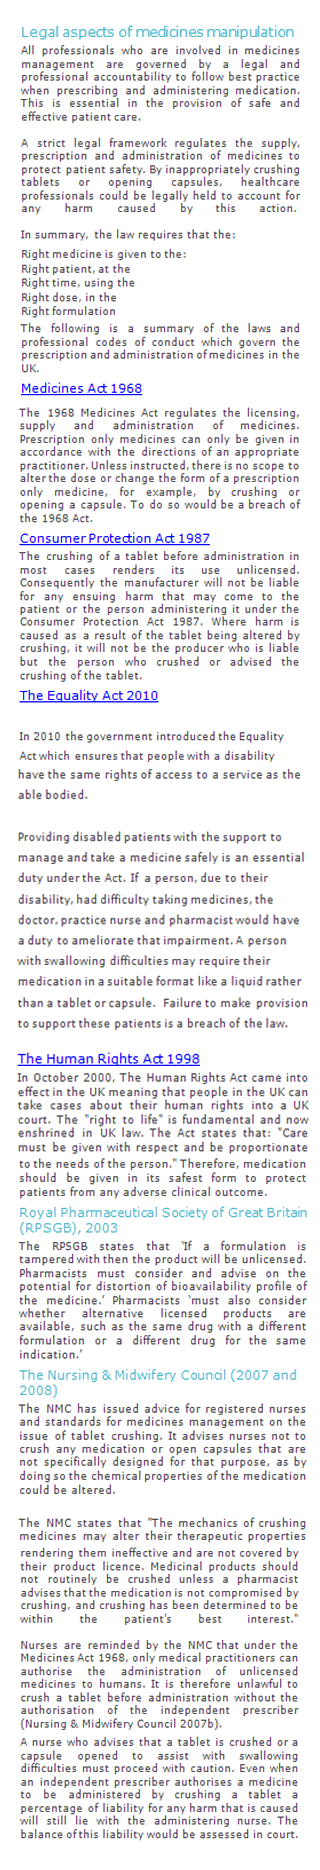 Legal aspects of medicines manipulation
All professionals who are involved in medicines
management are governed by a legal and
professional accountability to follow best practice
when prescribing and administering medication.
This is essential in the provision of safe and
effective patient care.
A strict legal framework regulates the supply,
prescription and administration of medicines to
protect patient safety. By inappropriately crushing
tablets or opening capsules, healthcare
professionals could be legally held to account for
any harm caused by this action.
In summary, the law requires that the:
Right medicine is given to the:
Right patient, at the
Right time, using the
Right dose, in the
Right formulation
The following is a summary of the laws and
professional codes of conduct which govern the
prescription and administration of medicines in the
UK.
Medicines Act 1968
The 1968 Medicines Act regulates the licensing,
supply and administration of medicines.
Prescription only medicines can only be given in
accordance with the directions of an appropriate
practitioner. Unless instructed, there is no scope to
alter the dose or change the form of a prescription
only medicine, for example, by crushing or
opening a capsule. To do so would be a breach of
the 1968 Act.
Consumer Protection Act 1987
The crushing of a tablet before administration in
most cases renders its use unlicensed.
Consequently the manufacturer will not be liable
for any ensuing harm that may come to the
patient or the person administering it under the
Consumer Protection Act 1987. Where harm is
caused as a result of the tablet being altered by
crushing, it will not be the producer who is liable
but the person who crushed or advised the
crushing of the tablet.
The Equality Act 2010
In 2010 the government introduced the Equality
Act which ensures that people with a disability
have the same rights of access to a service as the
able bodied.
Providing disabled patients with the support to
manage and take a medicine safely is an essential
duty under the Act. If a person, due to their
disability, had difficulty taking medicines, the
doctor, practice nurse and pharmacist would have
a duty to ameliorate that impairment. A person
with swallowing difficulties may require their
medication in a suitable format like a liquid rather
than a tablet or capsule. Failure to make provision
to support these patients is a breach of the law.
The Human Rights Act 1998
In October 2000, The Human Rights Act came into
effect in the UK meaning that people in the UK can
take cases about their human rights into a UK
court. The "right to life" is fundamental and now
enshrined in UK law. The Act states that: "Care
must be given with respect and be proportionate
to the needs of the person." Therefore, medication
should be given in its safest form to protect
patients from any adverse clinical outcome.
Royal Pharmaceutical Society of Great Britain
(RPSGB), 2003
The RPSGB states that 'If a formulation is
tampered with then the product will be unlicensed.
Pharmacists must consider and advise on the
potential for distortion of bioavailability profile of
the medicine.' Pharmacists 'must also consider
whether alternative licensed products are
available, such as the same drug with a different
formulation or a different drug for the same
indication.'
The Nursing & Midwifery Council (2007 and
2008)
The NMC has issued advice for registered nurses
and standards for medicines management on the
issue of tablet crushing. It advises nurses not to
crush any medication or open capsules that are
not specifically designed for that purpose, as by
doing so the chemical properties of the medication
could be altered.
The NMC states that "The mechanics of crushing
medicines may alter their therapeutic properties
rendering them ineffective and are not covered by
their product licence. Medicinal products should
not routinely be crushed unless a pharmacist
advises that the medication is not compromised by
crushing, and crushing has been determined to be
within the patient's best interest."
Nurses are reminded by the NMC that under the
Medicines Act 1968, only medical practitioners can
authorise the administration of unlicensed
medicines to humans. It is therefore unlawful to
crush a tablet before administration without the
authorisation of the independent prescriber
(Nursing & Midwifery Council 2007b).
A nurse who advises that a tablet is crushed or a
capsule opened to assist with swallowing
difficulties must proceed with caution. Even when
an independent prescriber authorises a medicine
to be administered by crushing a tablet a
percentage of liability for any harm that is caused
will still lie with the administering nurse. The
balance of this liability would be assessed in court.